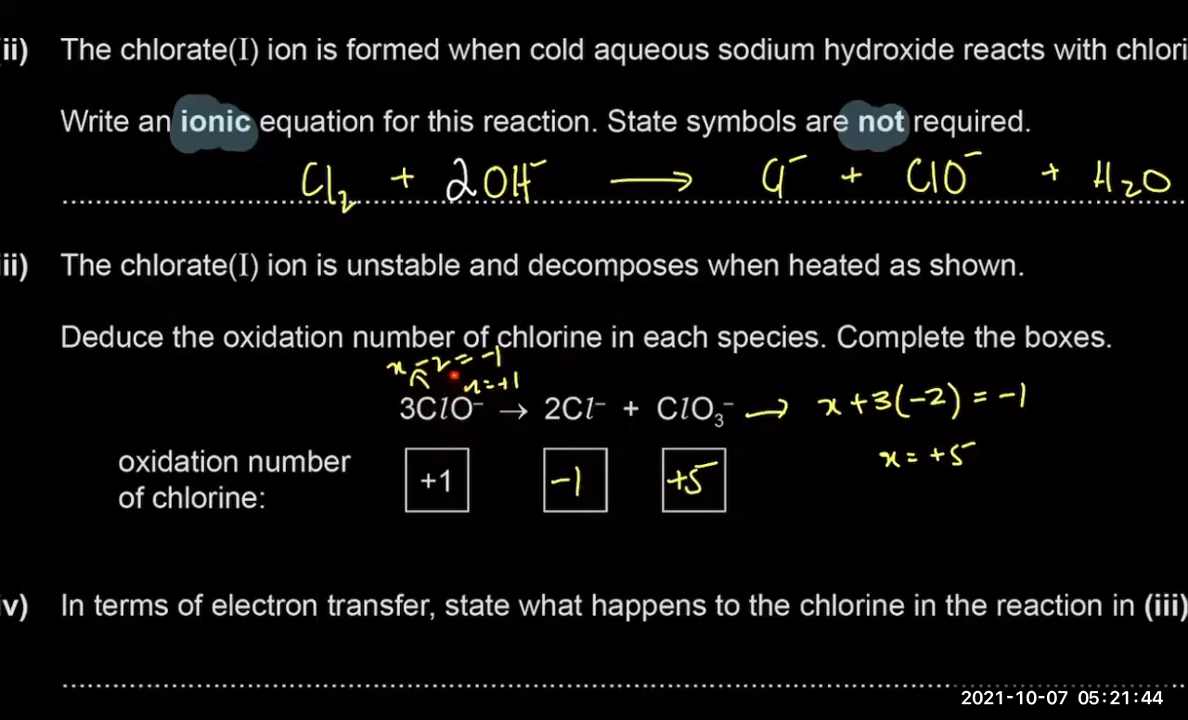 ii) The chlorate(I) ion is formed when cold aqueous sodium hydroxide reacts with chlori
Write an ionic equation for this reaction. State symbols are not required.
Cl₂ + 2OH⁻ → Cl⁻ + ClO⁻ + H₂O
ii) The chlorate(I) ion is unstable and decomposes when heated as shown.
Deduce the oxidation number of chlorine in each species. Complete the boxes.
x - 2 = -1
x = +1
3ClO⁻ → 2Cl⁻ + ClO₃⁻ → x + 3(-2) = -1
x = +5
oxidation number
of chlorine: +1 -1 +5
v) In terms of electron transfer, state what happens to the chlorine in the reaction in (iii)
2021-10-07 05:21:44